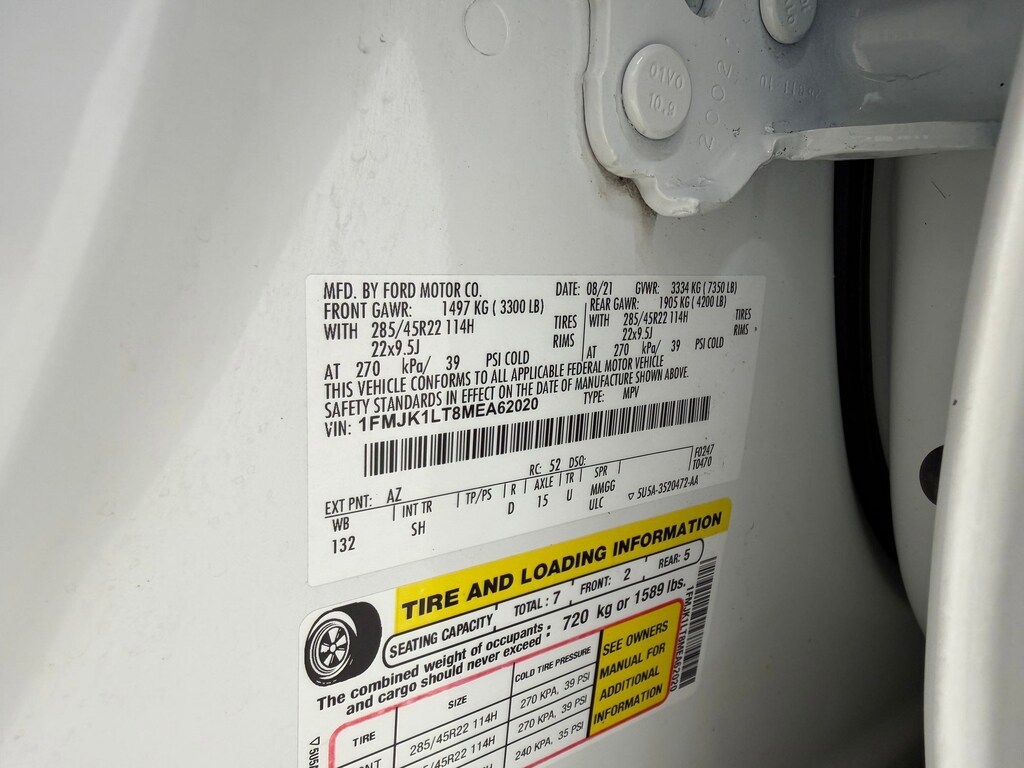 01V0
10.9
2002
MFD. BY FORD MOTOR CO. DATE: 08/21 GVWR: 3334 KG ( 7350 LB)
FRONT GAWR: 1497 KG ( 3300 LB) REAR GAWR: 1905 KG ( 4200 LB)
WITH 285/45R22 114H TIRES WITH 285/45R22 114H TIRES
22x9.5J RIMS 22x9.5J RIMS
AT 270 kPa/ 39 PSI COLD AT 270 kPa/ 39 PSI COLD
THIS VEHICLE CONFORMS TO ALL APPLICABLE FEDERAL MOTOR VEHICLE
SAFETY STANDARDS IN EFFECT ON THE DATE OF MANUFACTURE SHOWN ABOVE.
VIN: 1FMJK1LT8MEA62020 TYPE: MPV
F0247
EXT PNT: AZ RC: 52 DSO: T0470
WB INT TR TP/PS R AXLE TR SPR
132 SH D 15 U MMGG
ULC ▽ 5U5A-3520472-AA
TIRE AND LOADING INFORMATION
SEATING CAPACITY TOTAL : 7 FRONT: 2 REAR: 5
The combined weight of occupants and cargo should never exceed : 720 kg or 1589 lbs.
TIRE SIZE COLD TIRE PRESSURE
285/45R22 114H 270 KPA, 39 PSI
270 KPA, 39 PSI
240 KPA, 35 PSI
SEE OWNERS
MANUAL FOR
ADDITIONAL
INFORMATION
1FMJK1LT8MEA62020